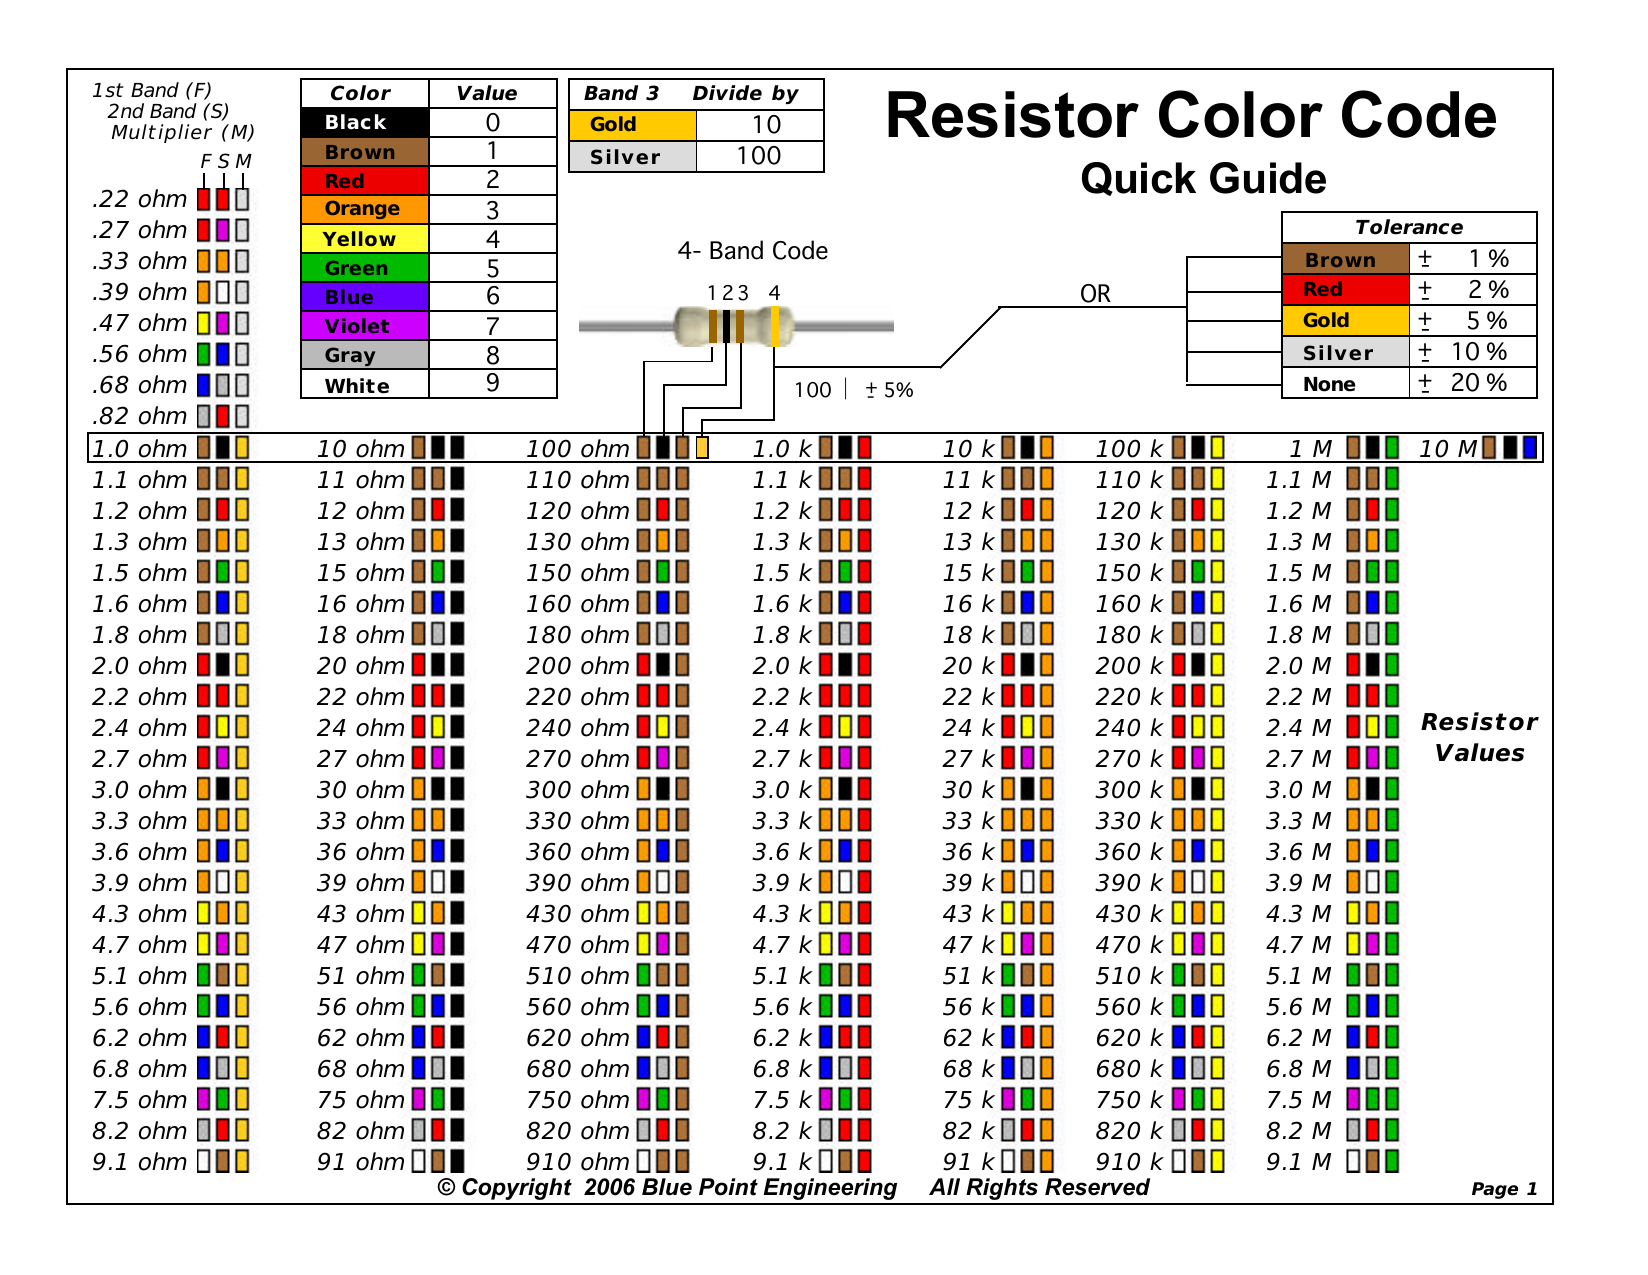 Resistor Color Code
Quick Guide
1st Band (F)
2nd Band (S)
Multiplier (M)
F S M
.22 ohm
.27 ohm
.33 ohm
.39 ohm
.47 ohm
.56 ohm
.68 ohm
.82 ohm
Color Value
Black 0
Brown 1
Red 2
Orange 3
Yellow 4
Green 5
Blue 6
Violet 7
Gray 8
White 9
Band 3 Divide by
Gold 10
Silver 100
4- Band Code
1 2 3 4
100 | ± 5%
OR
Tolerance
Brown ± 1 %
Red ± 2 %
Gold ± 5 %
Silver ± 10 %
None ± 20 %
1.0 ohm 10 ohm 100 ohm 1.0 k 10 k 100 k 1 M 10 M
1.1 ohm 11 ohm 110 ohm 1.1 k 11 k 110 k 1.1 M
1.2 ohm 12 ohm 120 ohm 1.2 k 12 k 120 k 1.2 M
1.3 ohm 13 ohm 130 ohm 1.3 k 13 k 130 k 1.3 M
1.5 ohm 15 ohm 150 ohm 1.5 k 15 k 150 k 1.5 M
1.6 ohm 16 ohm 160 ohm 1.6 k 16 k 160 k 1.6 M
1.8 ohm 18 ohm 180 ohm 1.8 k 18 k 180 k 1.8 M
2.0 ohm 20 ohm 200 ohm 2.0 k 20 k 200 k 2.0 M
2.2 ohm 22 ohm 220 ohm 2.2 k 22 k 220 k 2.2 M
2.4 ohm 24 ohm 240 ohm 2.4 k 24 k 240 k 2.4 M
2.7 ohm 27 ohm 270 ohm 2.7 k 27 k 270 k 2.7 M
3.0 ohm 30 ohm 300 ohm 3.0 k 30 k 300 k 3.0 M
3.3 ohm 33 ohm 330 ohm 3.3 k 33 k 330 k 3.3 M
3.6 ohm 36 ohm 360 ohm 3.6 k 36 k 360 k 3.6 M
3.9 ohm 39 ohm 390 ohm 3.9 k 39 k 390 k 3.9 M
4.3 ohm 43 ohm 430 ohm 4.3 k 43 k 430 k 4.3 M
4.7 ohm 47 ohm 470 ohm 4.7 k 47 k 470 k 4.7 M
5.1 ohm 51 ohm 510 ohm 5.1 k 51 k 510 k 5.1 M
5.6 ohm 56 ohm 560 ohm 5.6 k 56 k 560 k 5.6 M
6.2 ohm 62 ohm 620 ohm 6.2 k 62 k 620 k 6.2 M
6.8 ohm 68 ohm 680 ohm 6.8 k 68 k 680 k 6.8 M
7.5 ohm 75 ohm 750 ohm 7.5 k 75 k 750 k 7.5 M
8.2 ohm 82 ohm 820 ohm 8.2 k 82 k 820 k 8.2 M
9.1 ohm 91 ohm 910 ohm 9.1 k 91 k 910 k 9.1 M
Resistor
Values
© Copyright 2006 Blue Point Engineering All Rights Reserved
Page 1